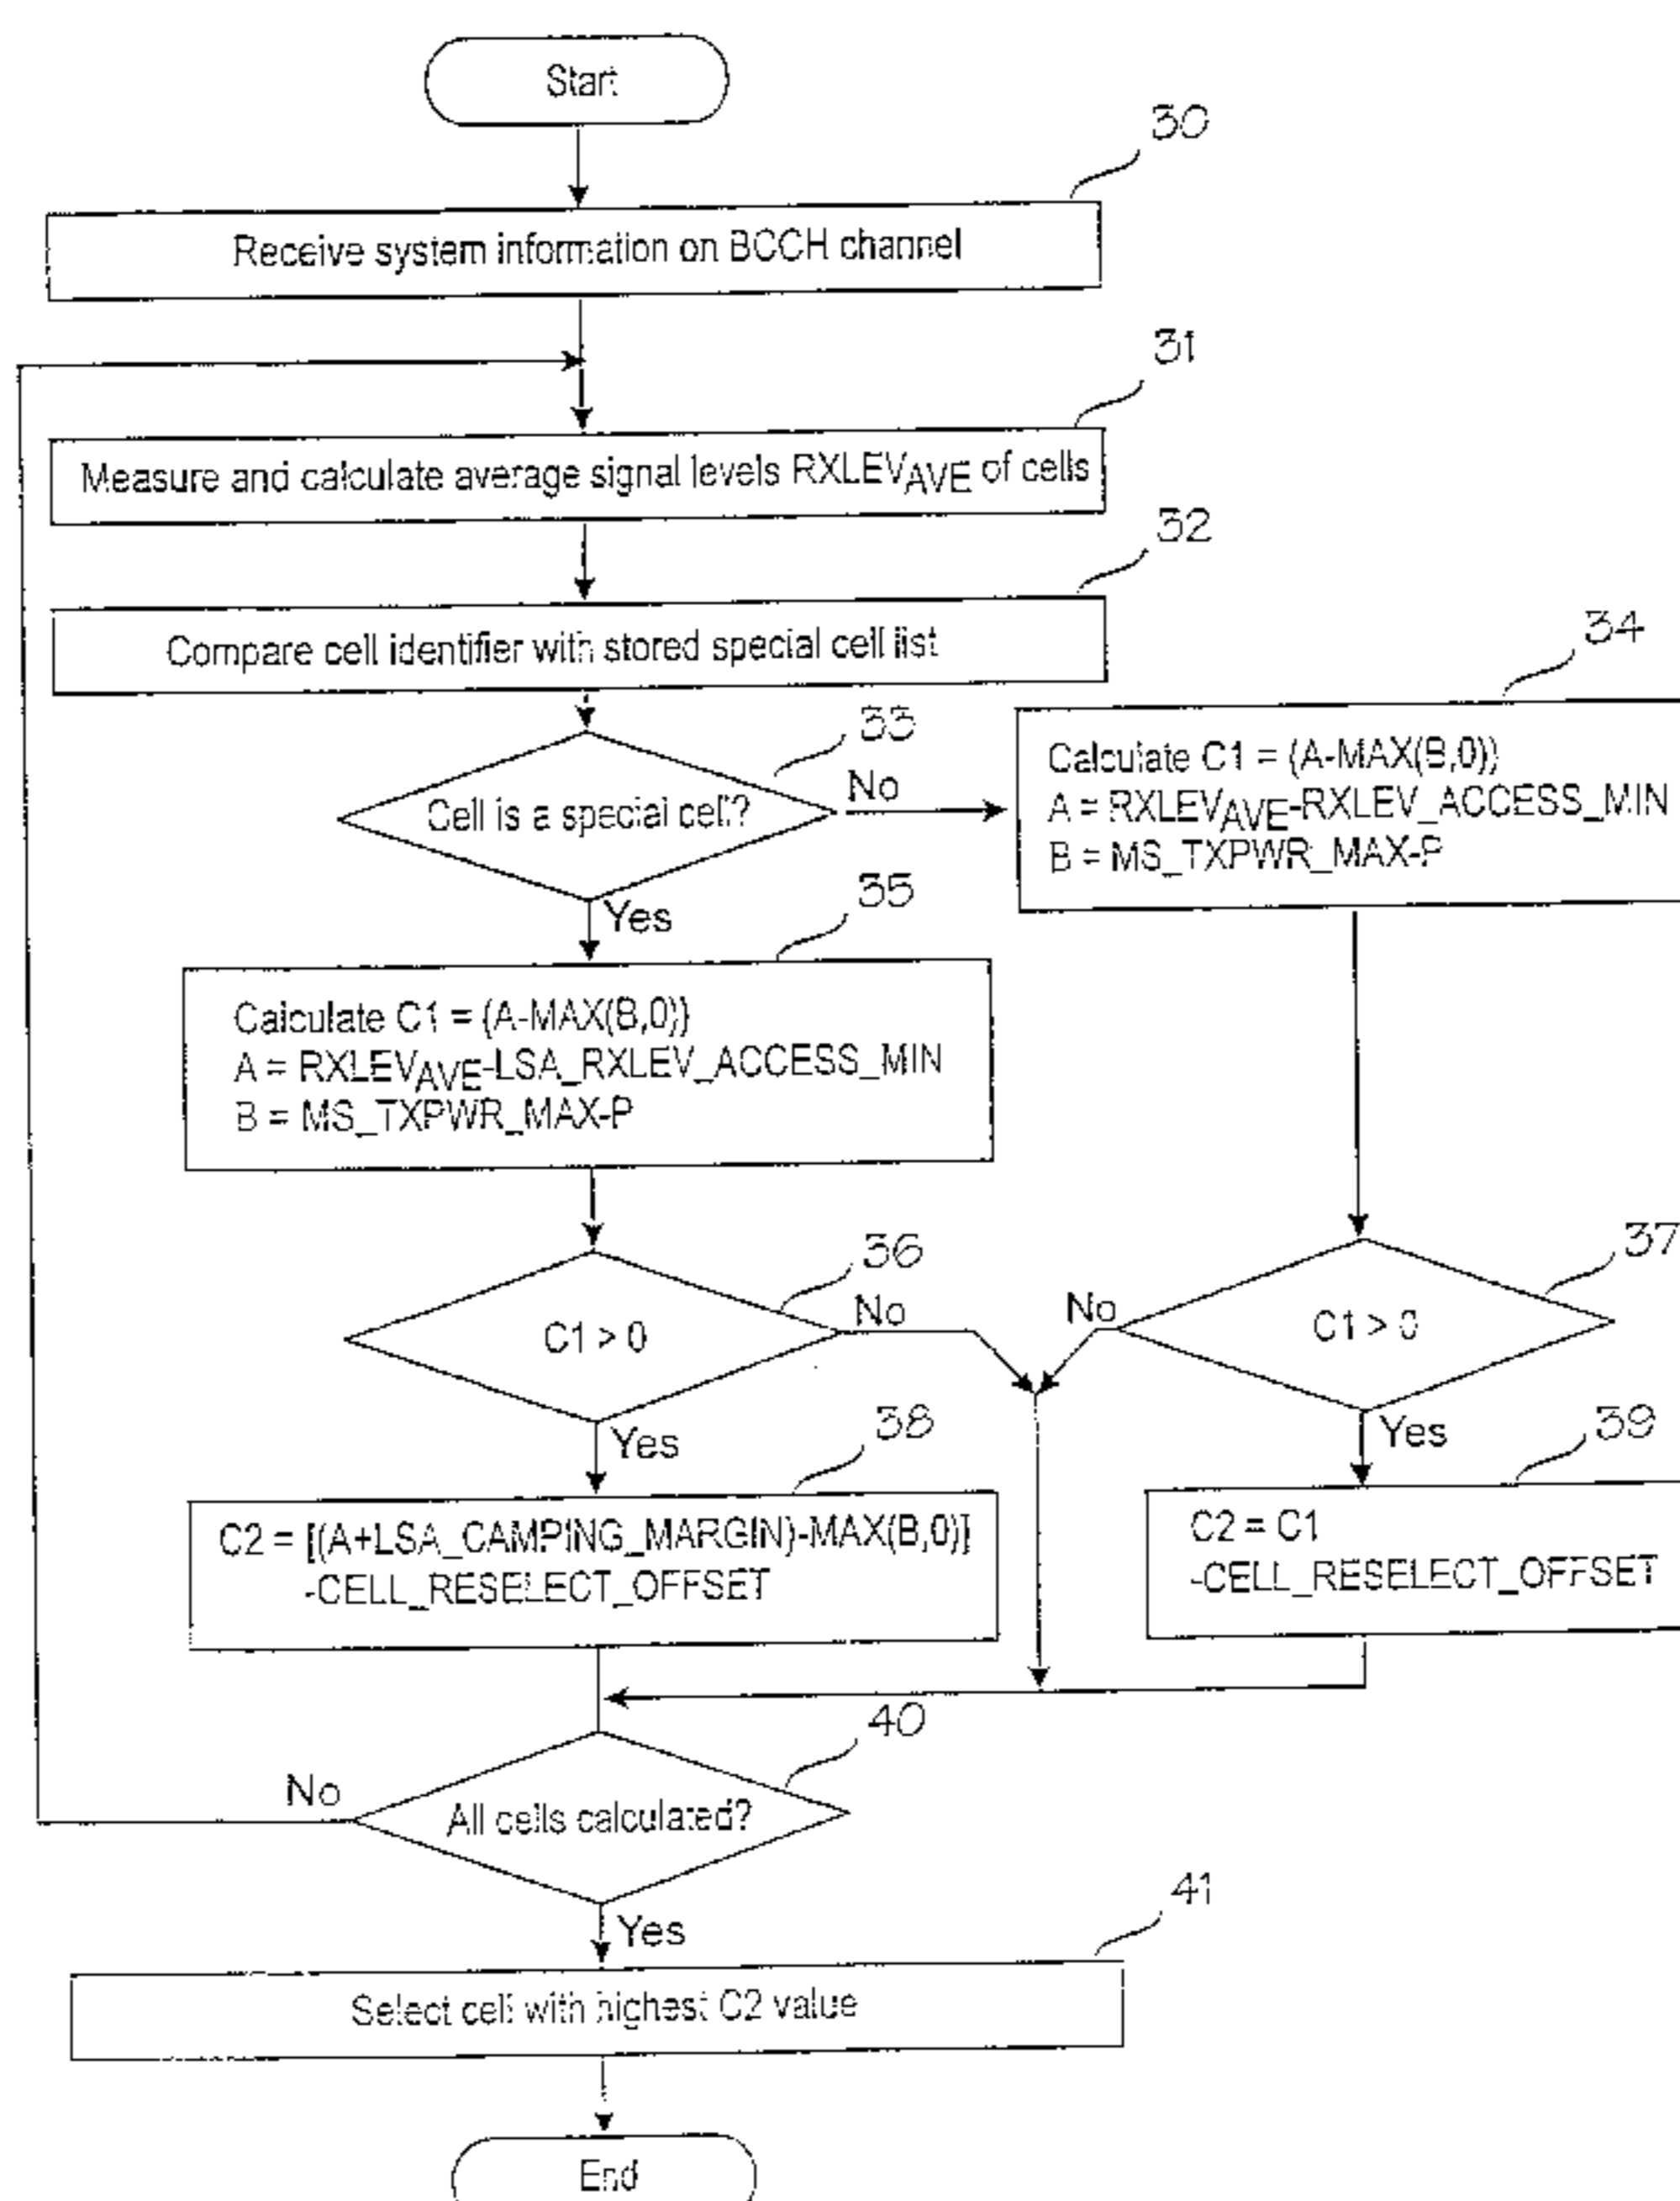 Start
30
Receive system information on BCCH channel
31
Measure and calculate average signal levels RXLEVAVE of cells
32
Compare cell identifier with stored special cell list
33
Cell is a special cell?
No
34
Calculate C1 = (A-MAX(B,0))
A = RXLEVAVE-RXLEV_ACCESS_MIN
B = MS_TXPWR_MAX-P
Yes
35
Calculate C1 = (A-MAX(B,0))
A = RXLEVAVE-LSA_RXLEV_ACCESS_MIN
B = MS_TXPWR_MAX-P
36
C1 > 0
No
37
No
C1 > 0
Yes
38
C2 = [(A+LSA_CAMPING_MARGIN)-MAX(B,0)]
-CELL_RESELECT_OFFSET
Yes
39
C2 = C1
-CELL_RESELECT_OFFSET
40
No
All cells calculated?
Yes
41
Select cell with highest C2 value
End